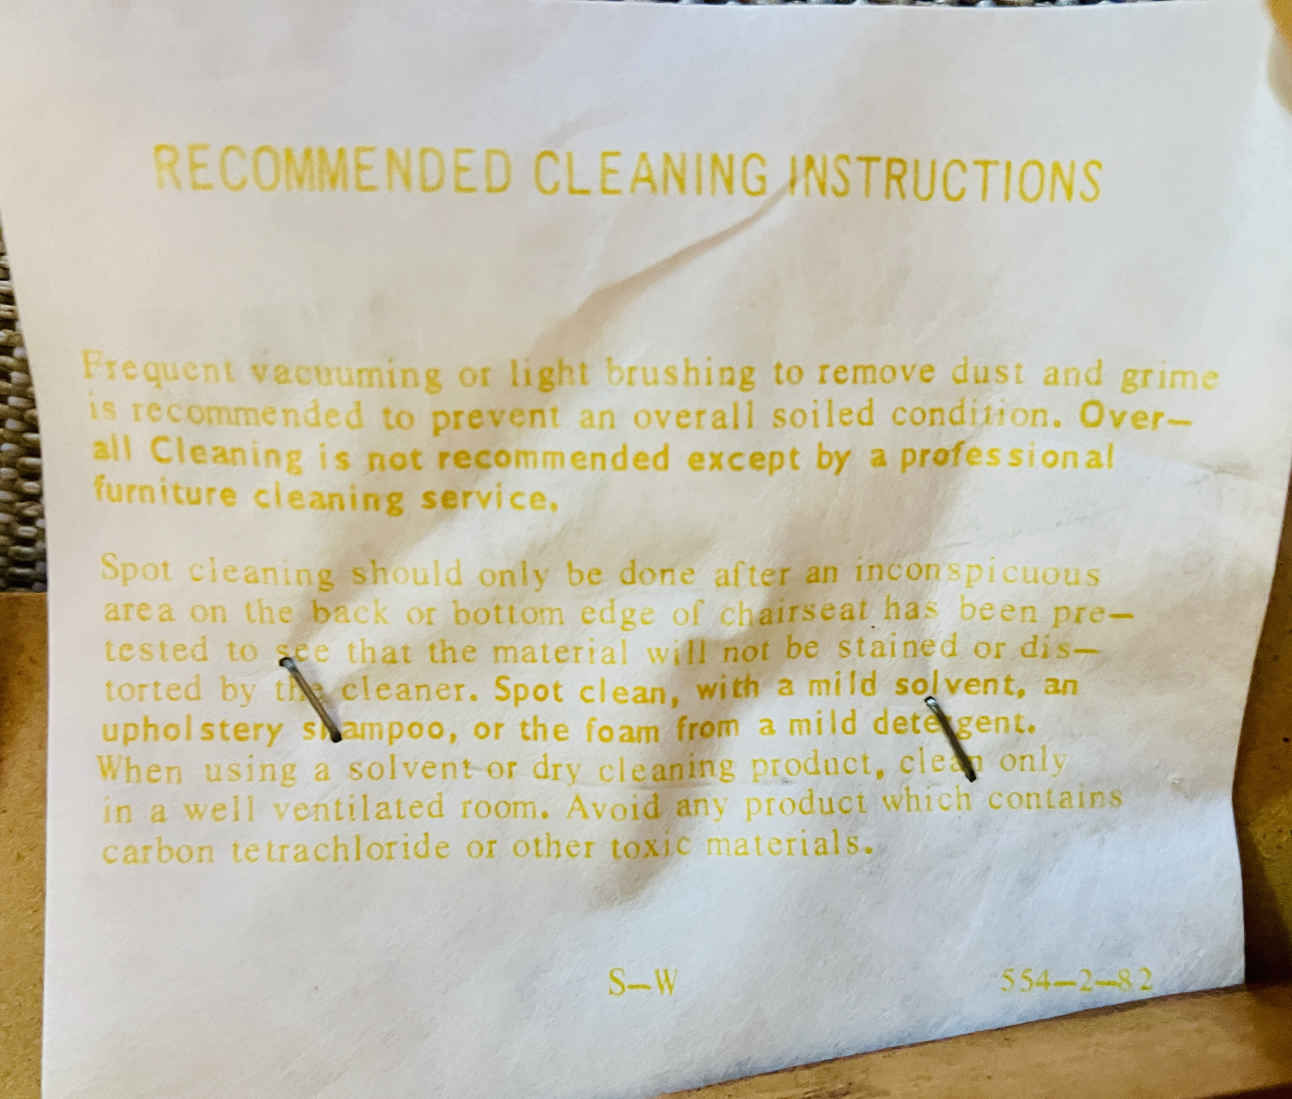 RECOMMENDED CLEANING INSTRUCTIONS
Frequent vacuuming or light brushing to remove dust and grime
is recommended to prevent an overall soiled condition. Over—
all Cleaning is not recommended except by a professional
furniture cleaning service.
Spot cleaning should only be done after an inconspicuous
area on the back or bottom edge of chairseat has been pre—
tested to see that the material will not be stained or dis—
torted by the cleaner. Spot clean, with a mild solvent, an
upholstery shampoo, or the foam from a mild detergent.
When using a solvent or dry cleaning product, clean only
in a well ventilated room. Avoid any product which contains
carbon tetrachloride or other toxic materials.
S—W
554—2—82